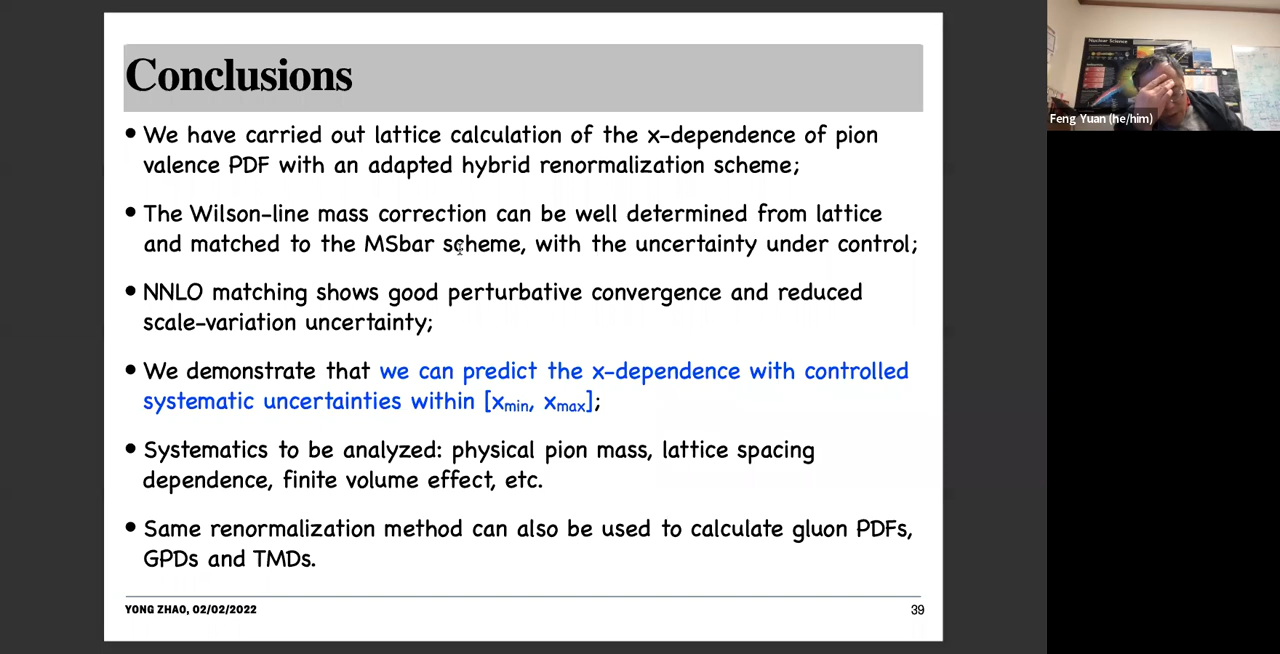 Conclusions
• We have carried out lattice calculation of the x-dependence of pion
valence PDF with an adapted hybrid renormalization scheme;
• The Wilson-line mass correction can be well determined from lattice
and matched to the MSbar scheme, with the uncertainty under control;
• NNLO matching shows good perturbative convergence and reduced
scale-variation uncertainty;
• We demonstrate that we can predict the x-dependence with controlled
systematic uncertainties within [xmin, xmax];
• Systematics to be analyzed: physical pion mass, lattice spacing
dependence, finite volume effect, etc.
• Same renormalization method can also be used to calculate gluon PDFs,
GPDs and TMDs.
YONG ZHAO, 02/02/2022
39
Nuclear Science
Feng Yuan (he/him)